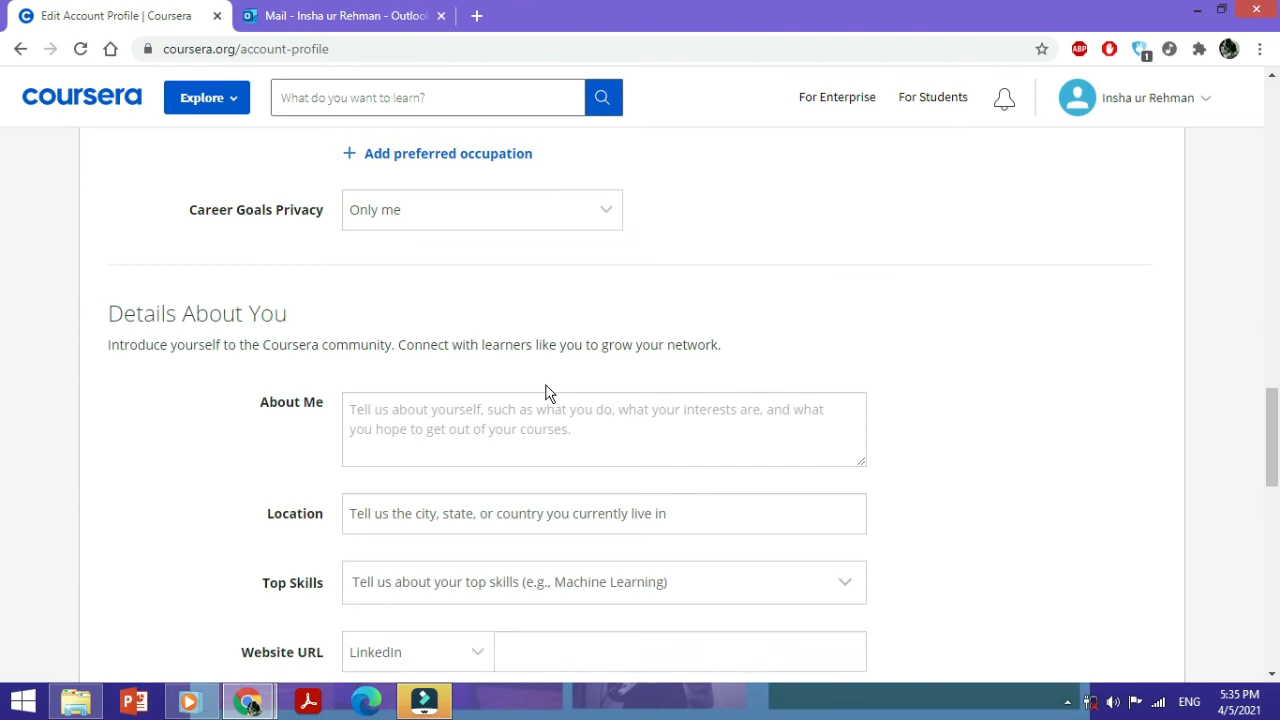 Edit Account Profile | Coursera
Mail - Insha ur Rehman - Outlook
coursera.org/account-profile
ABP
1
coursera
Explore
What do you want to learn?
For Enterprise
For Students
Insha ur Rehman
+ Add preferred occupation
Career Goals Privacy
Only me
Details About You
Introduce yourself to the Coursera community. Connect with learners like you to grow your network.
About Me
Tell us about yourself, such as what you do, what your interests are, and what
you hope to get out of your courses.
Location
Tell us the city, state, or country you currently live in
Top Skills
Tell us about your top skills (e.g., Machine Learning)
Website URL
LinkedIn
ENG
5:35 PM
4/5/2021